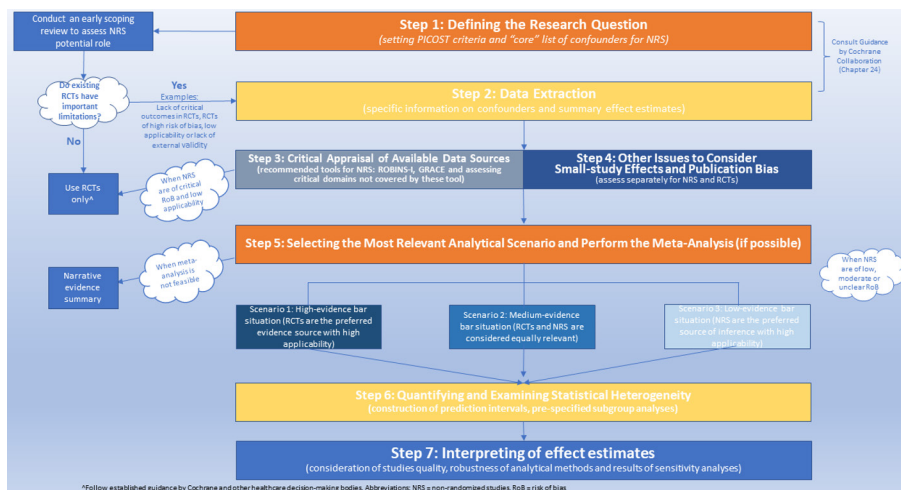 Conduct an early scoping
review to assess NRS
potential role
Step 1: Defining the Research Question
(setting PICOST criteria and "core" list of confounders for NRS)
Consult Guidance
by Cochrane
Collaboration
(Chapter 24)
Do existing
RCTs have
important
limitations?
Yes
Examples:
Lack of critical
outcomes in RCTs, RCTs
of high risk of bias, low
applicability or lack of
external validity
Step 2: Data Extraction
(specific information on confounders and summary effect estimates)
No
Step 3: Critical Appraisal of Available Data Sources
(recommended tools for NRS: ROBINS-I, GRACE and assessing
critical domains not covered by these tool)
Step 4: Other Issues to Consider
Small-study Effects and Publication Bias
(assess separately for NRS and RCTs)
When NRS
are of critical
RoB and low
applicability
Use RCTs
only^
Step 5: Selecting the Most Relevant Analytical Scenario and Perform the Meta-Analysis (if possible)
When meta-
analysis is
not feasible
Narrative
evidence
summary
When NRS
are of low,
moderate or
unclear RoB
Scenario 1: High-evidence bar
situation (RCTs are the preferred
evidence source with high
applicability)
Scenario 2: Medium-evidence
bar situation (RCTs and NRS are
considered equally relevant)
Scenario 3: Low-evidence bar
situation (NRS are the preferred
source of inference with high
applicability)
Step 6: Quantifying and Examining Statistical Heterogeneity
(construction of prediction intervals, pre-specified subgroup analyses)
Step 7: Interpreting of effect estimates
(consideration of studies quality, robustness of analytical methods and results of sensitivity analyses)
^Follow established guidance by Cochrane and other healthcare decision-making bodies. Abbreviations: NRS = non-randomized studies, RoB = risk of bias